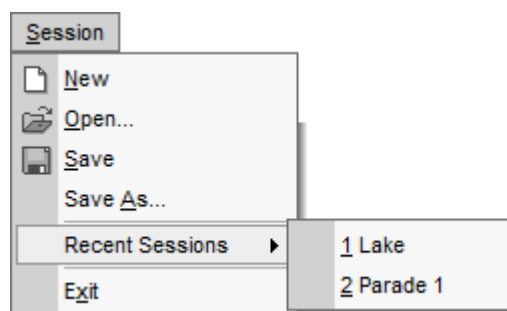 Session
New
Open...
Save
Save As...
Recent Sessions
1 Lake
2 Parade 1
Exit